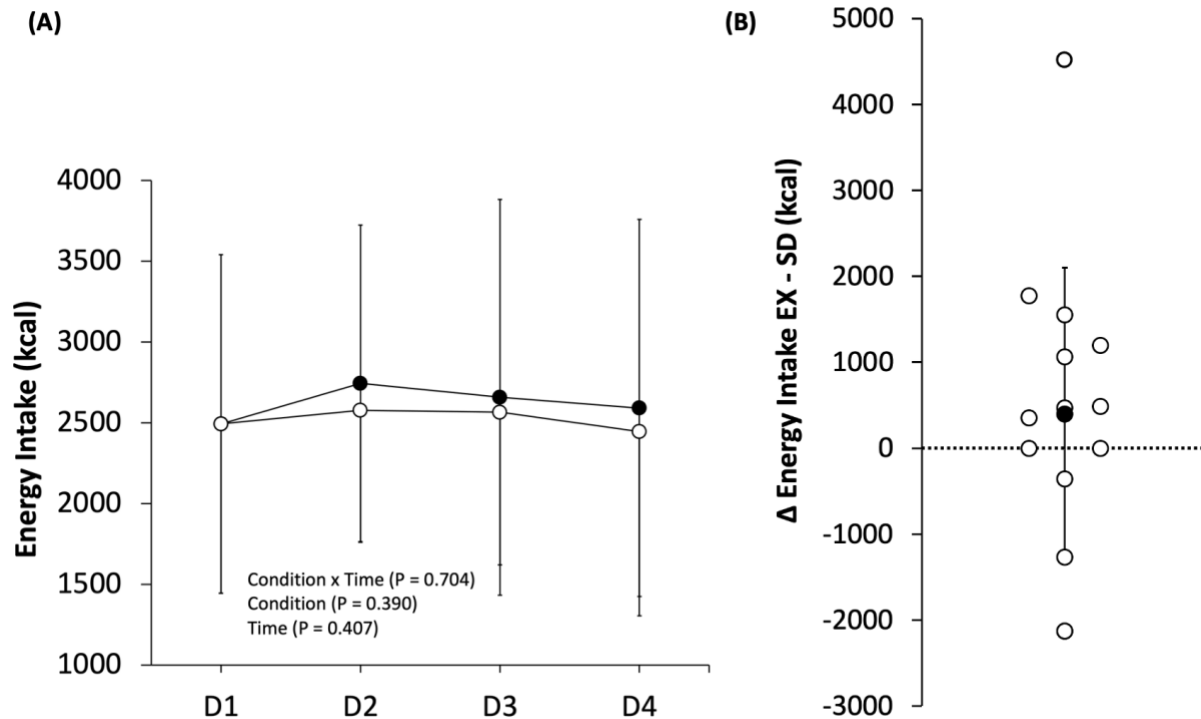 (A)
Energy Intake (kcal)
4000
3500
3000
2500
2000
1500
1000
Condition x Time (P = 0.704)
Condition (P = 0.390)
Time (P = 0.407)
D1 D2 D3 D4
(B)
Δ Energy Intake EX - SD (kcal)
5000
4000
3000
2000
1000
0
-1000
-2000
-3000